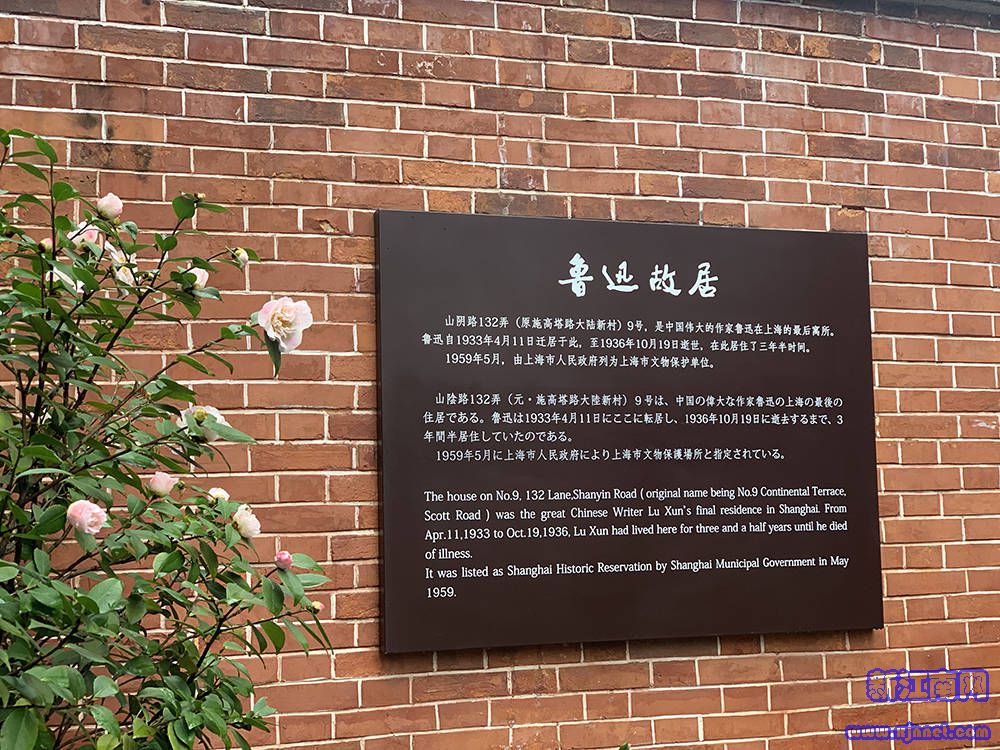 鲁迅故居
山阴路132弄（原施高塔路大陆新村）9号，是中国伟大的作家鲁迅在上海的最后寓所。
鲁迅自1933年4月11日迁居于此，至1936年10月19日逝世，在此居住了三年半时间。
1959年5月，由上海市人民政府列为上海市文物保护单位。
山陰路132弄（元・施高塔路大陸新村）9号は、中国の偉大な作家鲁迅の上海の最後の
住居である。鲁迅は1933年4月11日にここに転居し、1936年10月19日に逝去するまで、3
年間半居住していたのである。
1959年5月に上海市人民政府により上海市文物保護場所と指定されている。
The house on No.9, 132 Lane,Shanyin Road ( original name being No.9 Continental Terrace,
Scott Road ) was the great Chinese Writer Lu Xun's final residence in Shanghai. From
Apr.11,1933 to Oct.19,1936, Lu Xun had lived here for three and a half years until he died
of illness.
It was listed as Shanghai Historic Reservation by Shanghai Municipal Government in May
1959.
新江南网
www.xjnnet.com